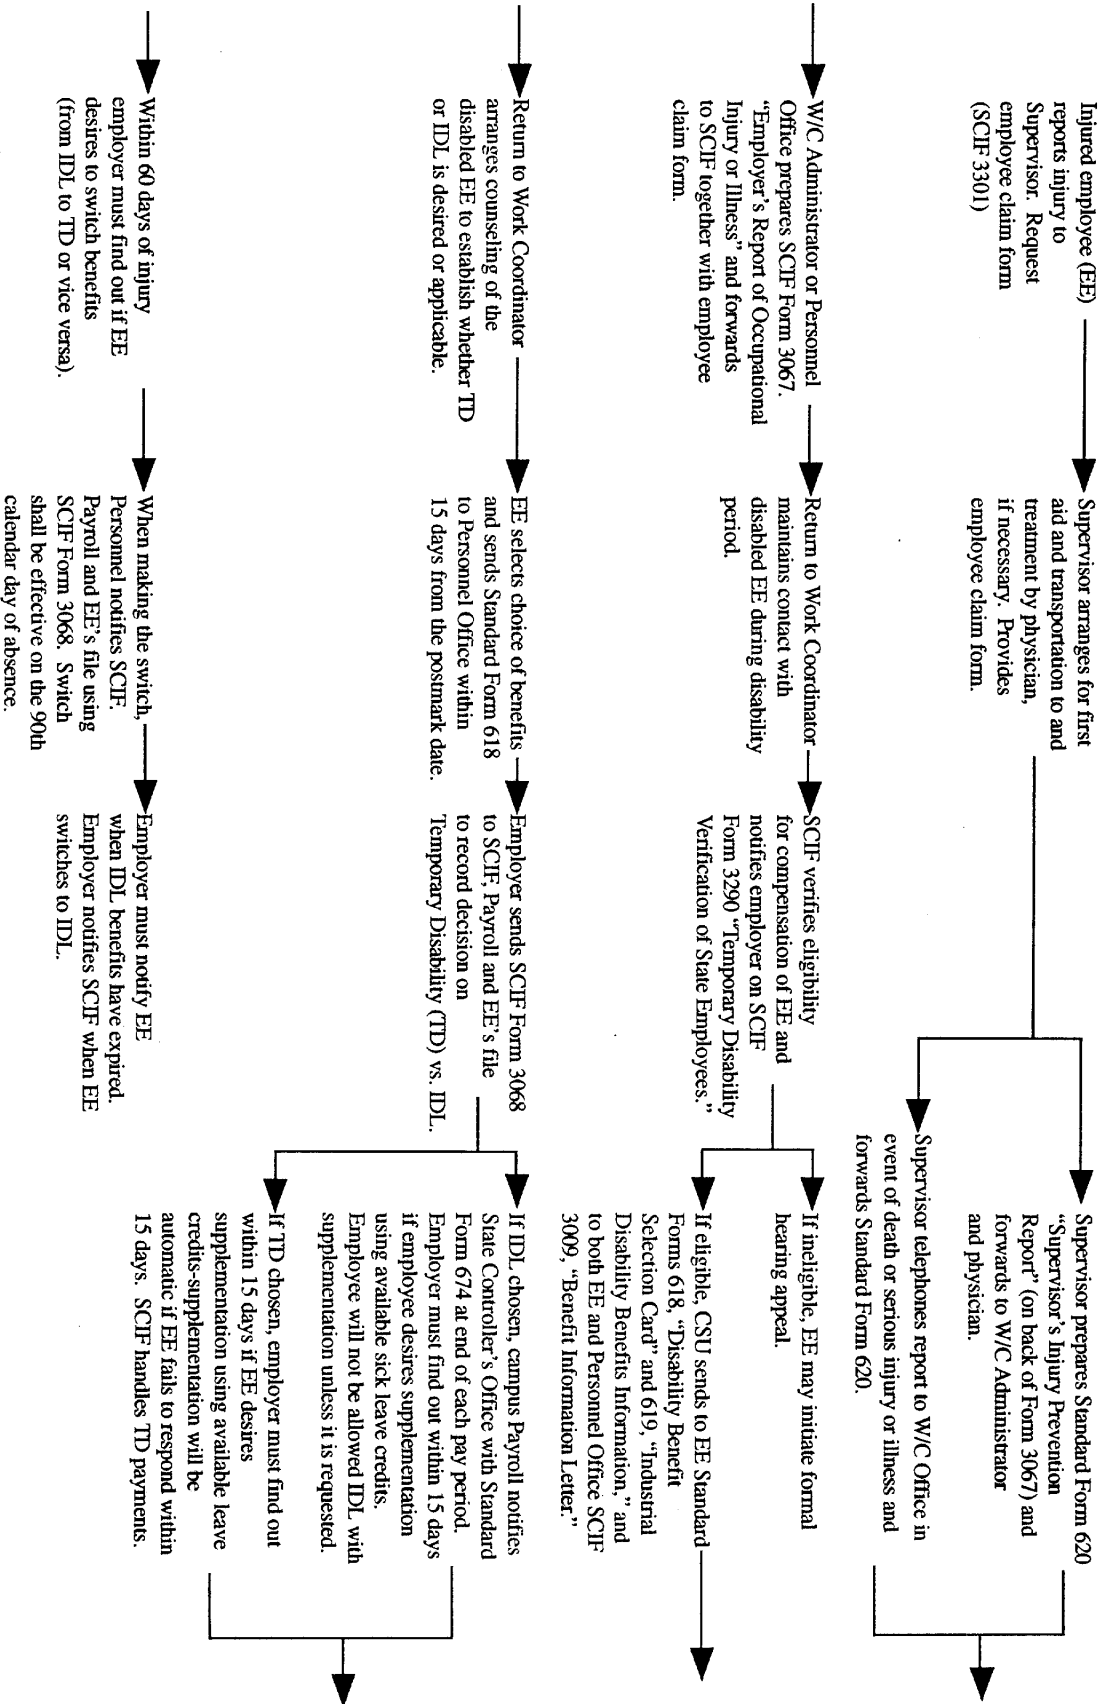 Injured employee (EE)
reports injury to
Supervisor. Request
employee claim form
(SCIF 3301)
Supervisor arranges for first
aid and transportation to and
treatment by physician,
if necessary. Provides
employee claim form.
Supervisor prepares Standard Form 620
"Supervisor's Injury Prevention
Report" (on back of Form 3067) and
forwards to W/C Administrator
and physician.
Supervisor telephones report to W/C Office in
event of death or serious injury or illness and
forwards Standard Form 620.
W/C Administrator or Personnel
Office prepares SCIF Form 3067.
"Employer's Report of Occupational
Injury or Illness" and forwards
to SCIF together with employee
claim form.
Return to Work Coordinator
maintains contact with
disabled EE during disability
period.
SCIF verifies eligibility
for compensation of EE and
notifies employer on SCIF
Form 3290 "Temporary Disability
Verification of State Employees."
If ineligible, EE may initiate formal
hearing appeal.
If eligible, CSU sends to EE Standard
Forms 618, "Disability Benefit
Selection Card" and 619, "Industrial
Disability Benefits Information," and
to both EE and Personnel Office SCIF
3009, "Benefit Information Letter."
Return to Work Coordinator
arranges counseling of the
disabled EE to establish whether TD
or IDL is desired or applicable.
EE selects choice of benefits
and sends Standard Form 618
to Personnel Office within
15 days from the postmark date.
Employer sends SCIF Form 3068
to SCIF, Payroll and EE's file
to record decision on
Temporary Disability (TD) vs. IDL.
If IDL chosen, campus Payroll notifies
State Controller's Office with Standard
Form 674 at end of each pay period.
Employer must find out within 15 days
if employee desires supplementation
using available sick leave credits.
Employee will not be allowed IDL with
supplementation unless it is requested.
If TD chosen, employer must find out
within 15 days if EE desires
supplementation using available leave
credits-supplementation will be
automatic if EE fails to respond within
15 days. SCIF handles TD payments.
Within 60 days of injury
employer must find out if EE
desires to switch benefits
(from IDL to TD or vice versa).
When making the switch,
Personnel notifies SCIF.
Payroll and EE's file using
SCIF Form 3068. Switch
shall be effective on the 90th
calendar day of absence.
Employer must notify EE
when IDL benefits have expired.
Employer notifies SCIF when EE
switches to IDL.